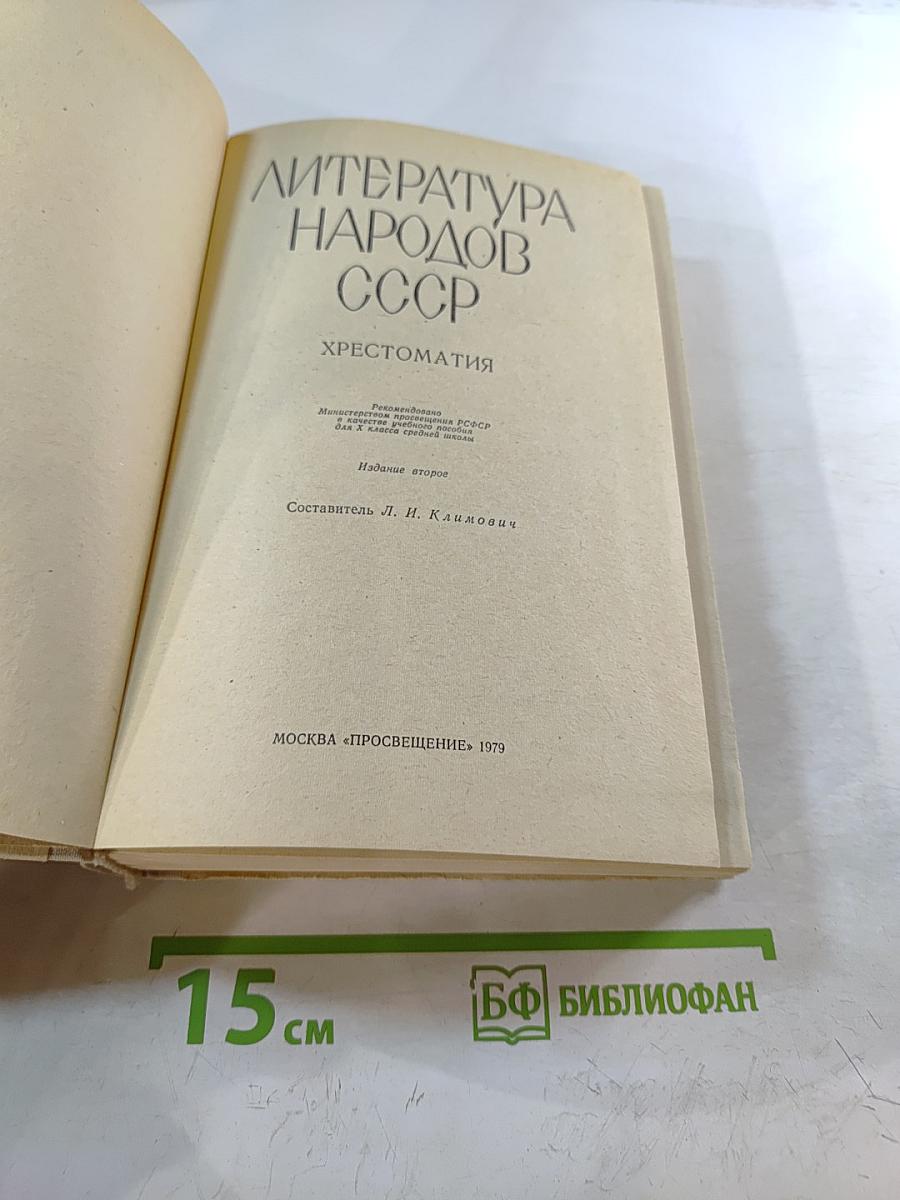 ЛИТЕРАТУРА
НАРОДОВ
СССР
ХРЕСТОМАТИЯ
Рекомендовано
Министерством просвещения РСФСР
в качестве учебного пособия
для X класса средней школы
Издание второе
Составитель Л. И. Климович
МОСКВА «ПРОСВЕЩЕНИЕ» 1979
15 см
БФ БИБЛИОФАН